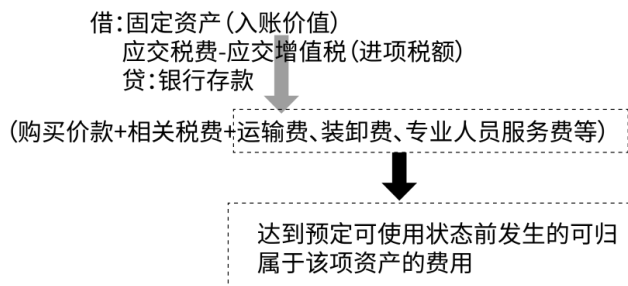 借:固定资产(入账价值)
应交税费-应交增值税(进项税额)
贷:银行存款
(购买价款+相关税费+运输费、装卸费、专业人员服务费等)
达到预定可使用状态前发生的可归
属于该项资产的费用